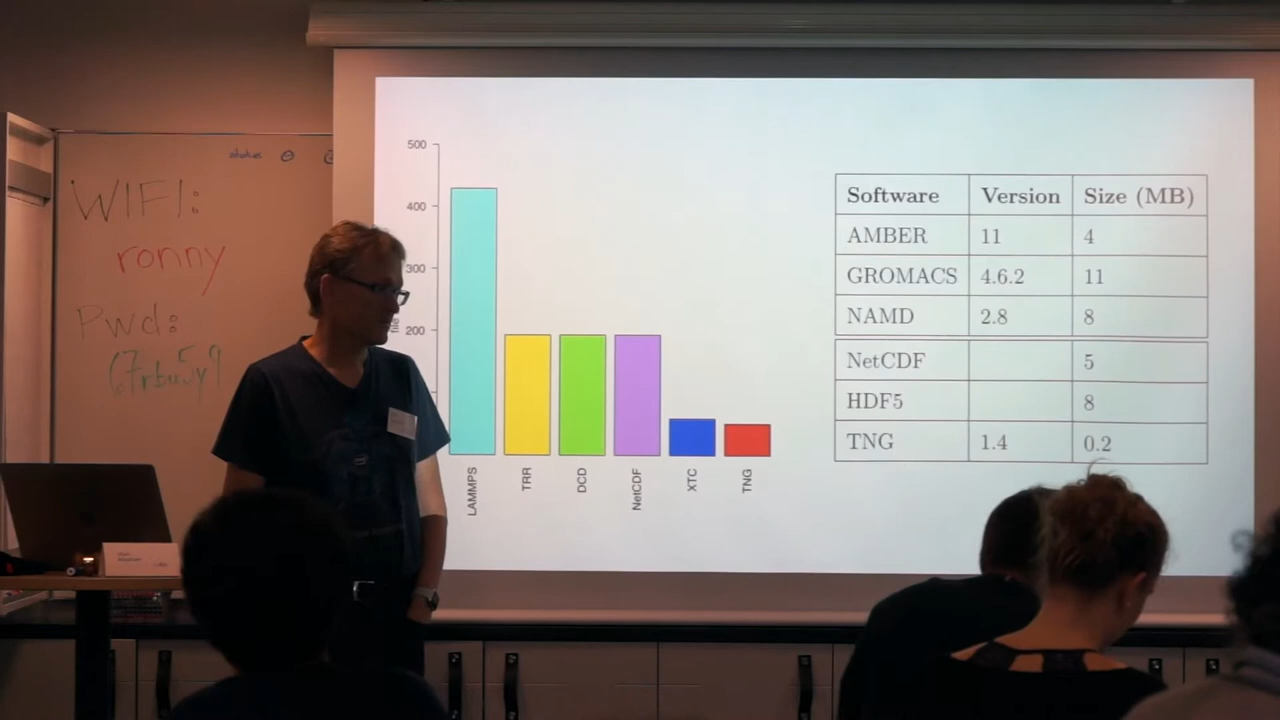 WIFI:
ronny
Pwd:
500
400
300
200
file
LAMMPS
TRR
DCD
NetCDF
XTC
TNG
Software Version Size (MB)
AMBER 11 4
GROMACS 4.6.2 11
NAMD 2.8 8
NetCDF 5
HDF5 8
TNG 1.4 0.2